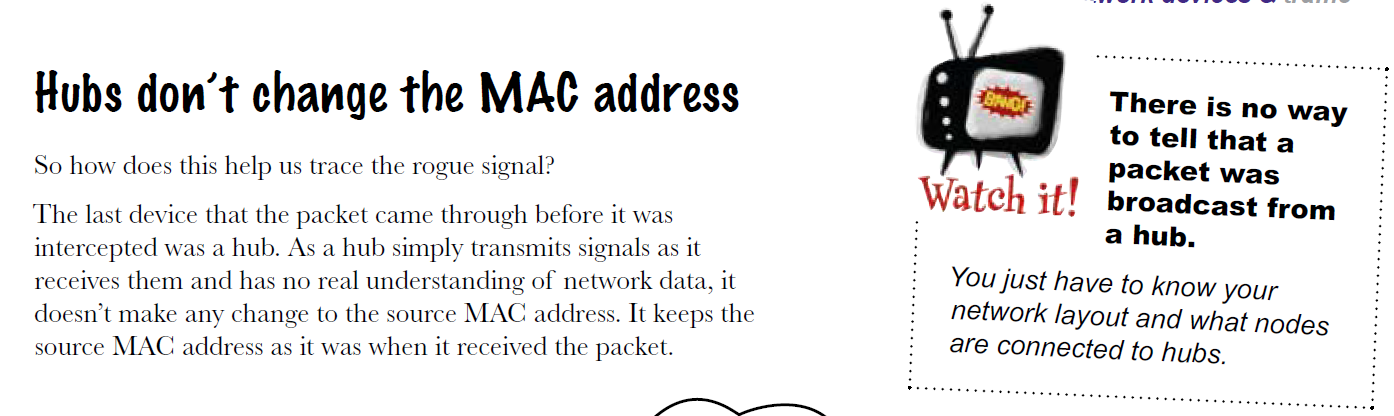 work devices & traffic
Hubs don't change the MAC address
So how does this help us trace the rogue signal?
The last device that the packet came through before it was
intercepted was a hub. As a hub simply transmits signals as it
receives them and has no real understanding of network data, it
doesn't make any change to the source MAC address. It keeps the
source MAC address as it was when it received the packet.
BANG!
Watch it!
There is no way
to tell that a
packet was
broadcast from
a hub.
You just have to know your
network layout and what nodes
are connected to hubs.